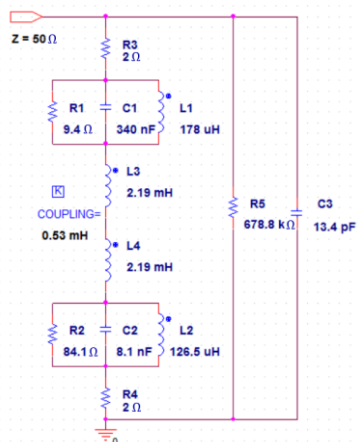 Z = 50 Ω
R3
2 Ω
R1
9.4 Ω
C1
340 nF
L1
178 uH
L3
2.19 mH
K
COUPLING=
0.53 mH
L4
2.19 mH
R5
678.8 kΩ
C3
13.4 pF
R2
84.1 Ω
C2
8.1 nF
L2
126.5 uH
R4
2 Ω
0